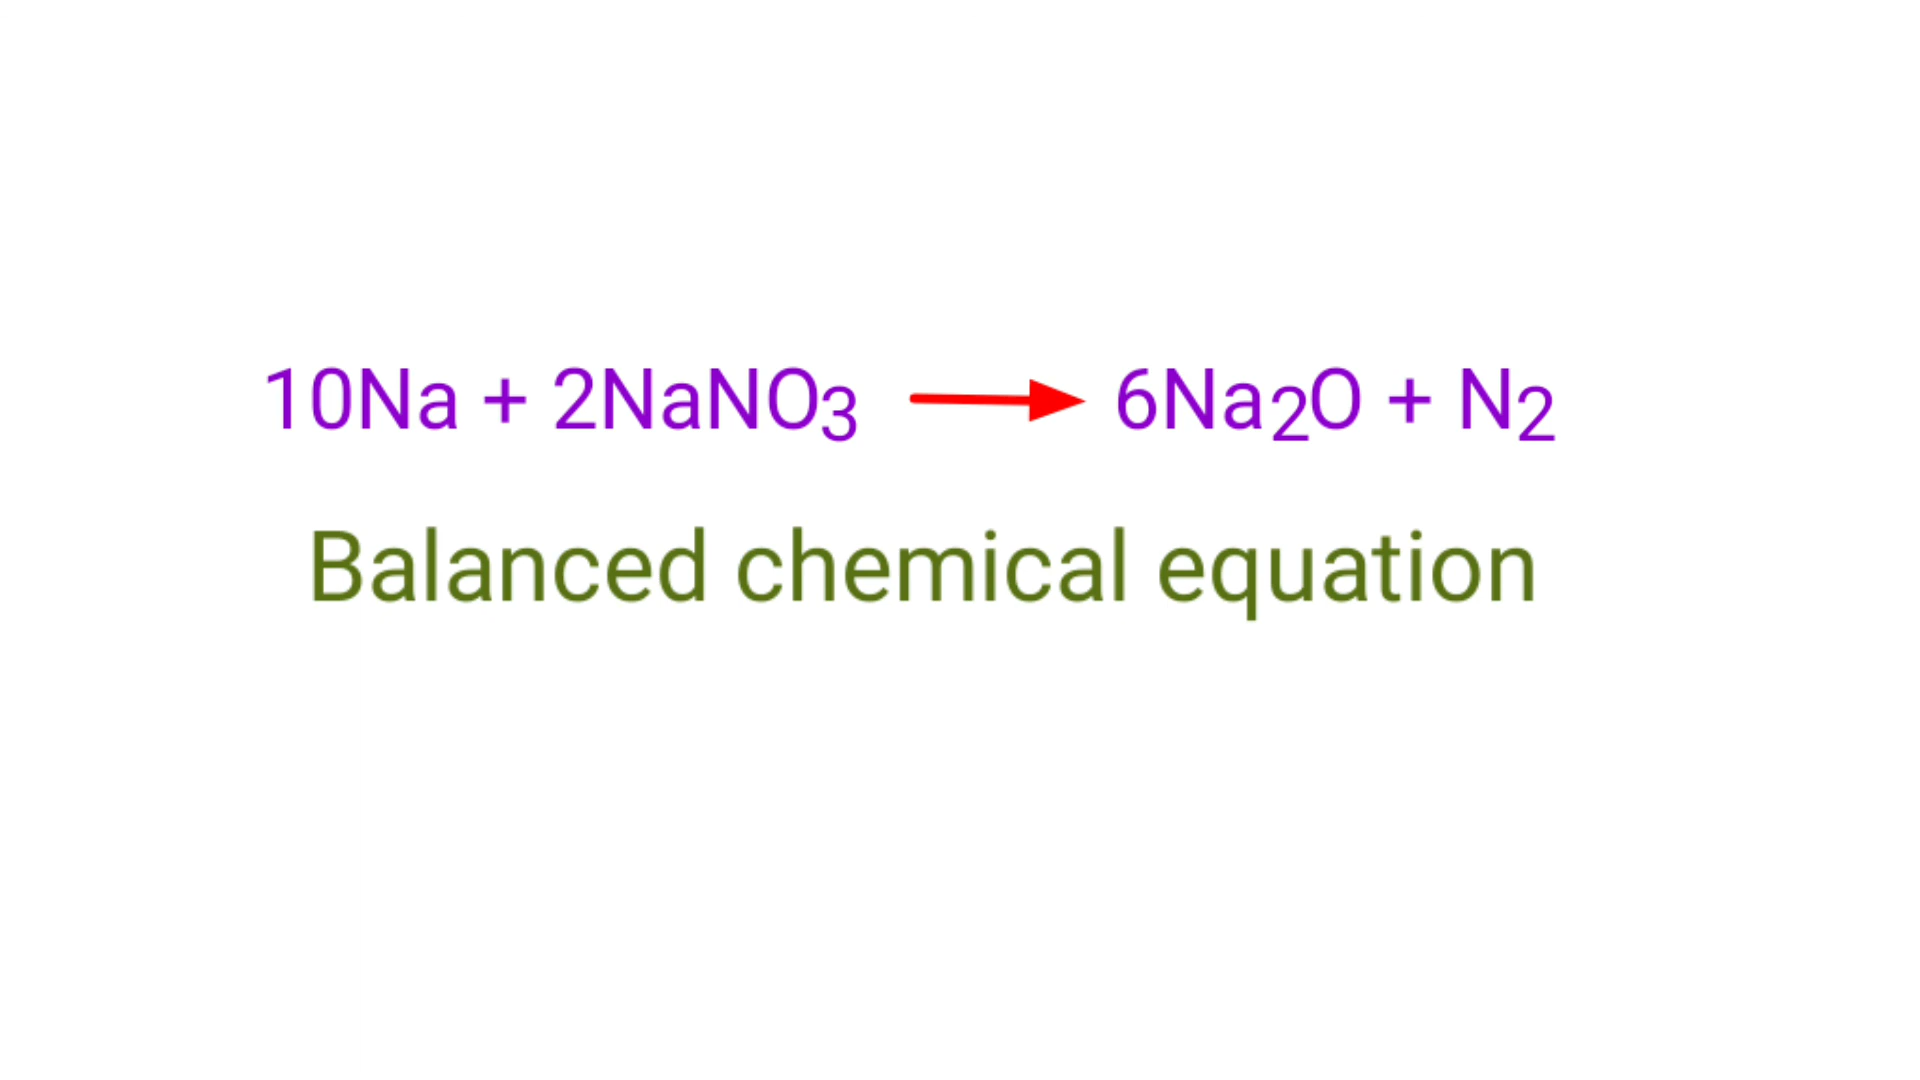 10Na + 2NaNO₃ → 6Na₂O + N₂
Balanced chemical equation